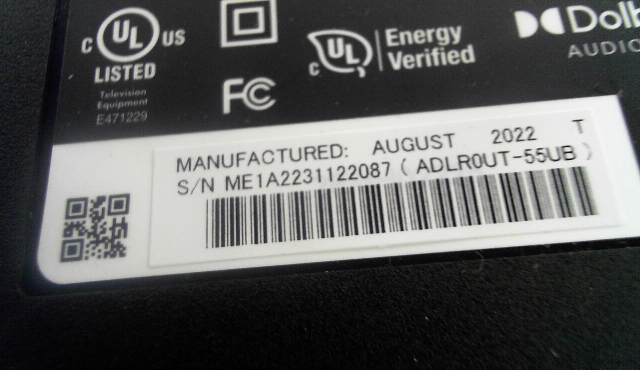 C UL US
LISTED
Television
Equipment
E471229
FC
C UL Energy
Verified
Dolb
AUDIO
MANUFACTURED: AUGUST 2022 T
S/N ME1A2231122087 ( ADLR0UT-55UB )